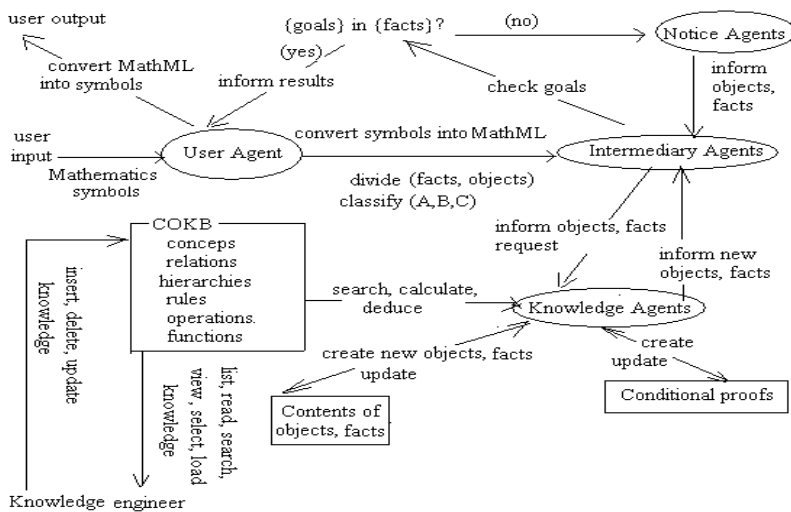 user output
{goals} in {facts}?
(no)
Notice Agents
(yes)
convert MathML
into symbols
inform results
check goals
inform
objects,
facts
user
input
User Agent
convert symbols into MathML
Intermediary Agents
Mathematics
symbols
divide (facts, objects)
classify (A,B,C)
COKB
conceps
relations
hierarchies
rules
operations.
functions
inform objects, facts
request
inform new
objects, facts
insert, delete, update
knowledge
search, calculate,
deduce
Knowledge Agents
create new objects, facts
update
create
update
list, read, search,
view , select, load
knowledge
Contents of
objects, facts
Conditional proofs
Knowledge engineer